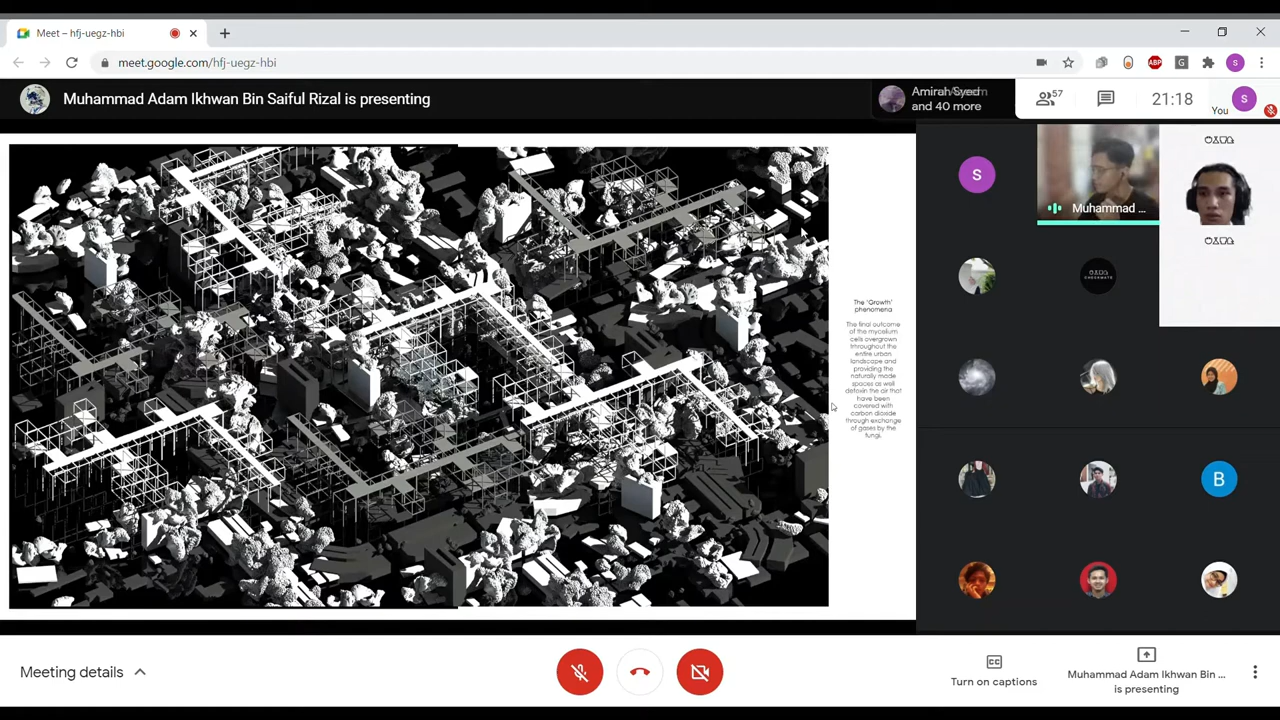 Meet – hfj-uegz-hbi
meet.google.com/hfj-uegz-hbi
ABP
G
S
Muhammad Adam Ikhwan Bin Saiful Rizal is presenting
Amirah Syed
and 40 more
57
21:18
You
S
S
Muhammad ...
B
The 'Growth'
phenomena
The final outcome
of the mycelium
cells overgrown
throughout the
entire urban
landscape and
providing the
naturally made
spaces as well
detoxin the air that
have been
covered with
carbon dioxide
through exchange
of gases by the
fungi.
Meeting details
CC
Turn on captions
Muhammad Adam Ikhwan Bin ...
is presenting